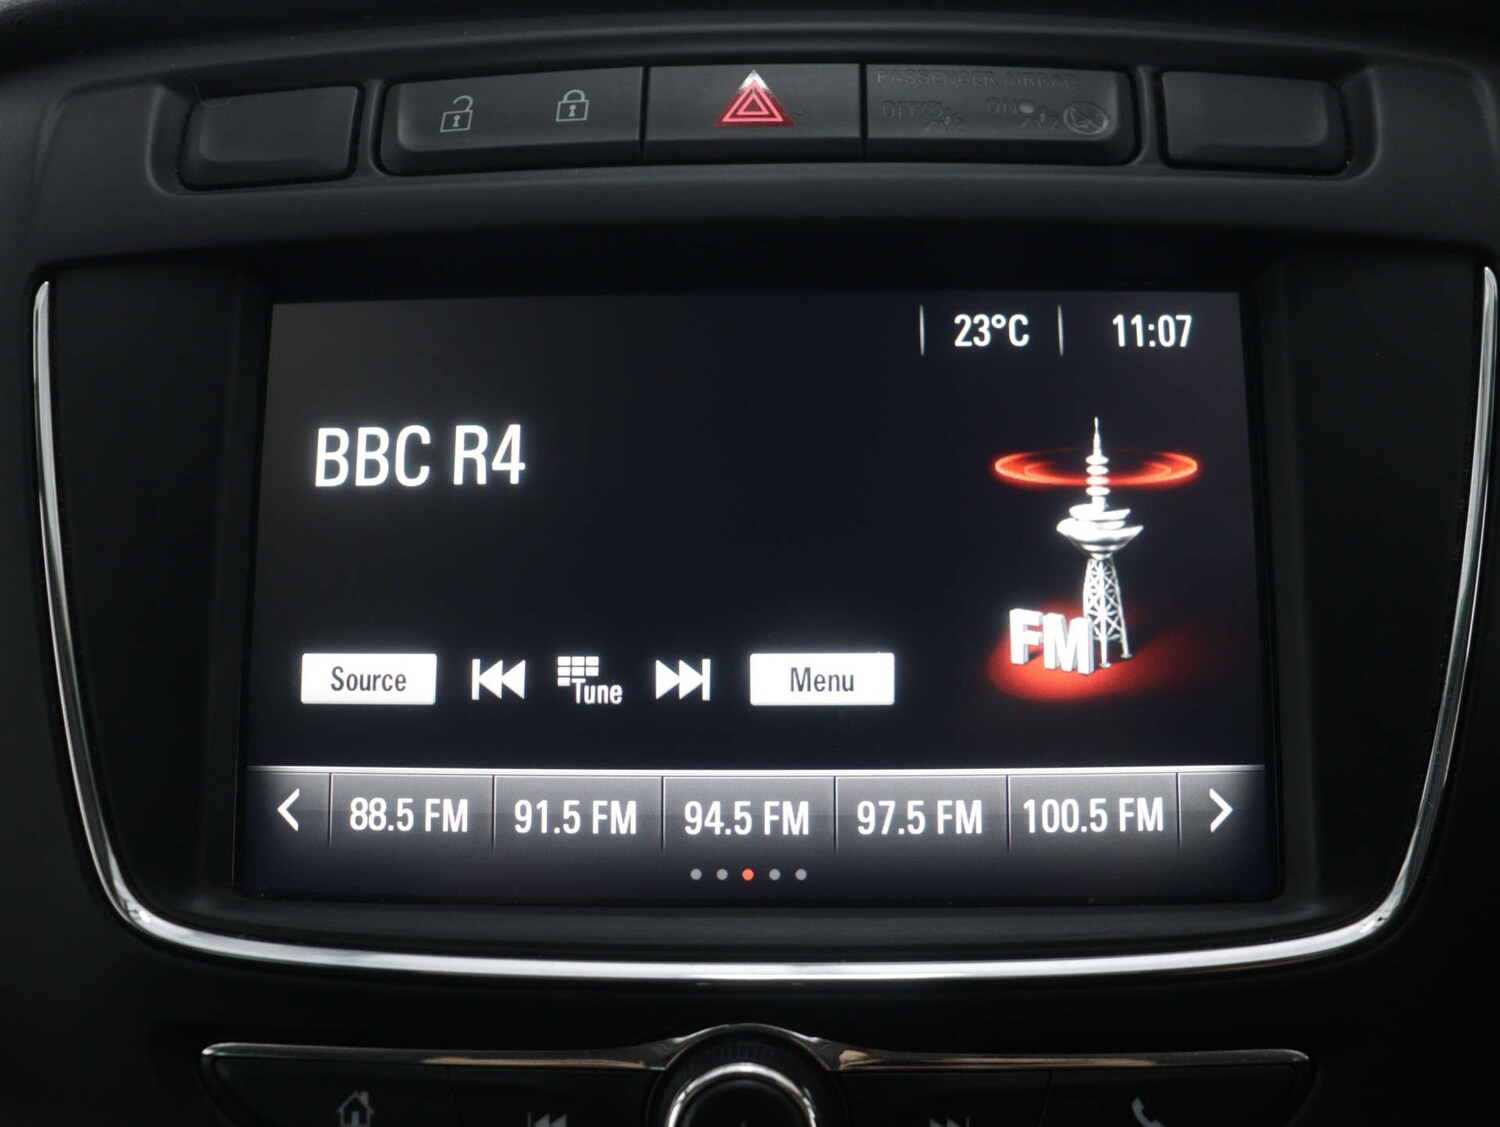 PASSENGER AIRBAG
OFF ON
23°C 11:07
BBC R4
FM
Source Tune Menu
88.5 FM 91.5 FM 94.5 FM 97.5 FM 100.5 FM